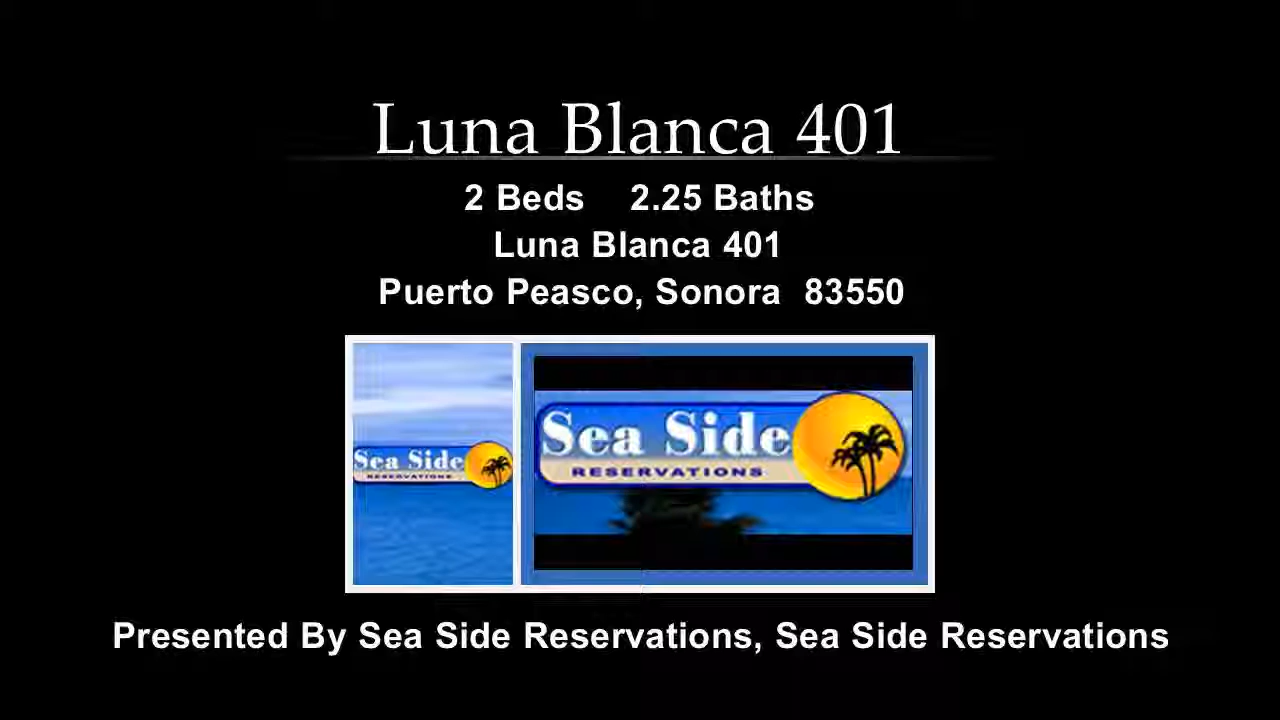 Luna Blanca 401
2 Beds 2.25 Baths
Luna Blanca 401
Puerto Peasco, Sonora 83550
Sea Side
RESERVATIONS
Sea Side
RESERVATIONS
Presented By Sea Side Reservations, Sea Side Reservations